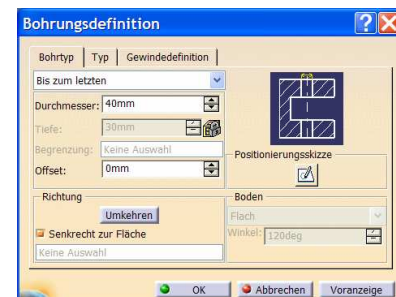 Bohrungsdefinition
Bohrtyp Typ Gewindedefinition
Bis zum letzten
Durchmesser: 40mm
Tiefe: 30mm
Begrenzung: Keine Auswahl
Offset: 0mm
Positionierungsskizze
Richtung
Umkehren
Senkrecht zur Fläche
Keine Auswahl
Boden
Flach
Winkel: 120deg
OK Abbrechen Voranzeige